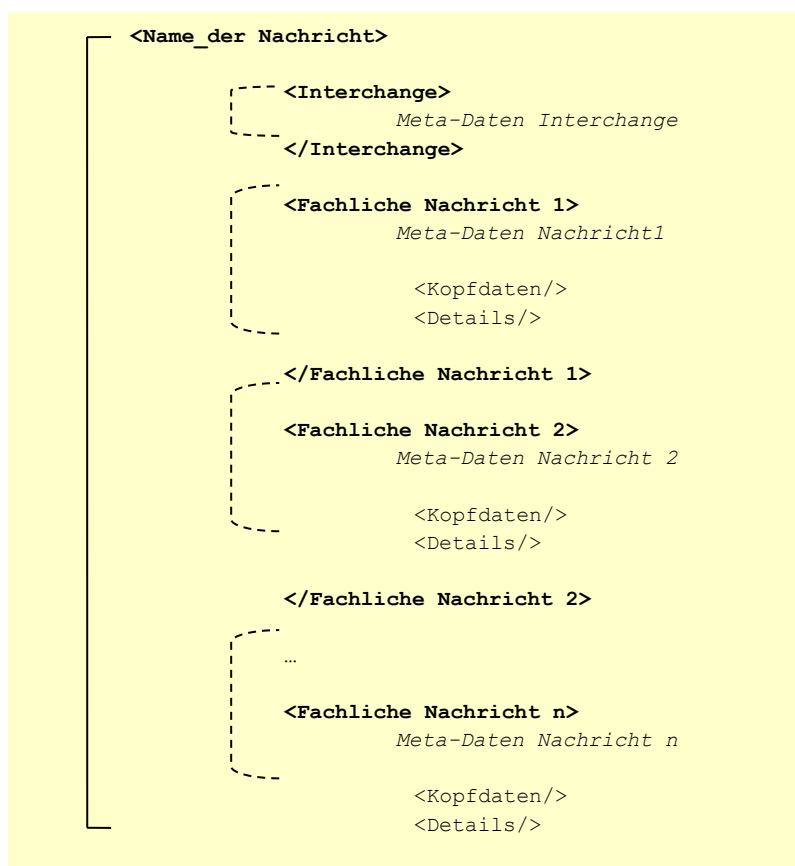 <Name_der Nachricht>
<Interchange>
Meta-Daten Interchange
</Interchange>
<Fachliche Nachricht 1>
Meta-Daten Nachricht1
<Kopfdaten/>
<Details/>
</Fachliche Nachricht 1>
<Fachliche Nachricht 2>
Meta-Daten Nachricht 2
<Kopfdaten/>
<Details/>
</Fachliche Nachricht 2>
…
<Fachliche Nachricht n>
Meta-Daten Nachricht n
<Kopfdaten/>
<Details/>